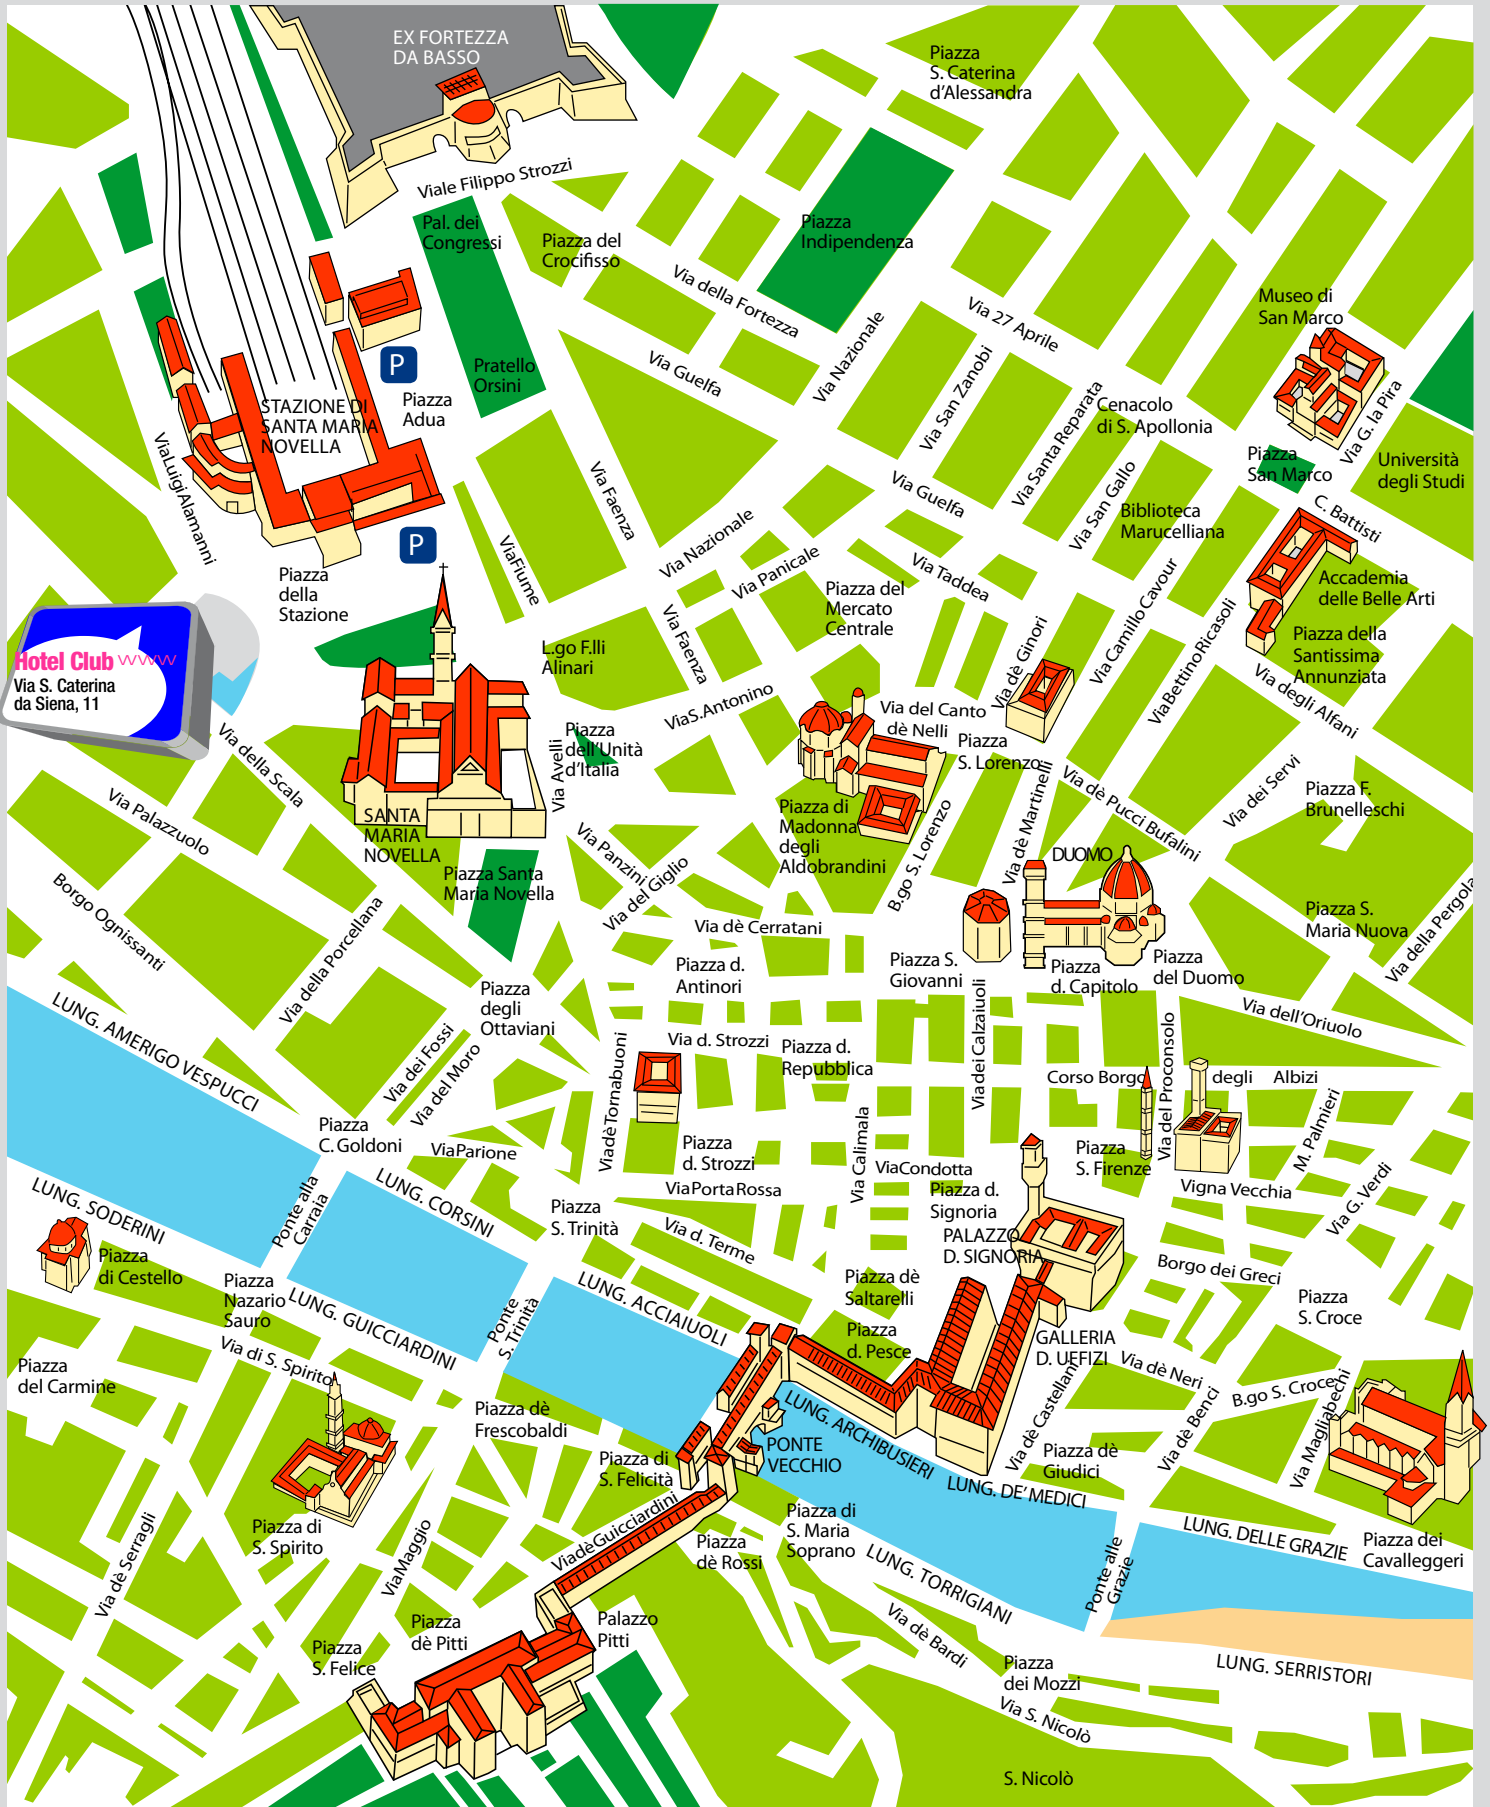 EX FORTEZZA
DA BASSO
Piazza
S. Caterina
d'Alessandra
Viale Filippo Strozzi
Pal. dei
Congressi
Piazza del
Crocifisso
Piazza
Indipendenza
Via della Fortezza
Via 27 Aprile
Museo di
San Marco
Via Nazionale
Via Guelfa
Pratello
Orsini
P
Piazza
Adua
STAZIONE DI
SANTA MARIA
NOVELLA
Via San Zanobi
Via Santa Reparata
Cenacolo
di S. Apollonia
Via G. la Pira
Piazza
San Marco
Università
degli Studi
Via Luigi Alamanni
Via Faenza
Via Guelfa
Via San Gallo
Biblioteca
Marucelliana
C. Battisti
P
Via Fiume
Via Nazionale
Via Panicale
Via Taddea
Piazza
della
Stazione
Piazza del
Mercato
Centrale
Accademia
delle Belle Arti
Via Camillo Cavour
Via Bettino Ricasoli
Hotel Club
Via S. Caterina
da Siena, 11
L.go F.lli
Alinari
Via Faenza
Via dè Ginori
Piazza della
Santissima
Annunziata
Via degli Alfani
Via S. Antonino
Via del Canto
dè Nelli
Piazza
S. Lorenzo
Via della Scala
Piazza
dell'Unità
d'Italia
Via Avelli
Via Palazzuolo
SANTA
MARIA
NOVELLA
Piazza di
Madonna
degli
Aldobrandini
B.go S. Lorenzo
Via dè Martinelli
Via dè Pucci Bufalini
Via dei Servi
Piazza F.
Brunelleschi
Via Panzini
Via del Giglio
DUOMO
Borgo Ognissanti
Piazza Santa
Maria Novella
Via della Porcellana
Via dè Cerratani
Piazza S.
Maria Nuova
Via della Pergola
Piazza d.
Antinori
Piazza S.
Giovanni
Piazza
d. Capitolo
Piazza
del Duomo
Piazza
degli
Ottaviani
LUNG. AMERIGO VESPUCCI
Via dei Fossi
Via del Moro
Via dè Tornabuoni
Via d. Strozzi
Piazza d.
Repubblica
Via dei Calzaiuoli
Via dell'Oriuolo
Via del Proconsolo
Corso Borgo
degli
Albizi
Piazza
C. Goldoni
Via Parione
Piazza
d. Strozzi
Via Calimala
Via Condotta
Piazza
S. Firenze
M. Palmieri
LUNG. SODERINI
Ponte alla
Carraia
LUNG. CORSINI
Via Porta Rossa
Piazza d.
Signoria
Vigna Vecchia
Via G. Verdi
Piazza
S. Trinità
Via d. Terme
PALAZZO
D. SIGNORIA
Piazza
di Cestello
Piazza
Nazario
Sauro
LUNG. GUICCIARDINI
Ponte
S. Trinità
LUNG. ACCIAIUOLI
Piazza dè
Saltarelli
Borgo dei Greci
Piazza
S. Croce
Piazza
del Carmine
Via di S. Spirito
Piazza
d. Pesce
GALLERIA
D. UFFIZI
Via dè Neri
B.go S. Croce
Piazza dè
Frescobaldi
LUNG. ARCHIBUSIERI
Via dè Castellani
Via dè Benci
Via Magliabechi
Piazza di
S. Felicità
PONTE
VECCHIO
Piazza dè
Giudici
LUNG. DE'MEDICI
Piazza di
S. Spirito
Via dè Serragli
Via Maggio
Via dè Guicciardini
Piazza
dè Rossi
Piazza di
S. Maria
Soprano
LUNG. TORRIGIANI
Ponte alle
Grazie
LUNG. DELLE GRAZIE
Piazza dei
Cavalleggeri
Piazza
S. Felice
Piazza
dè Pitti
Palazzo
Pitti
Via dè Bardi
Piazza
dei Mozzi
LUNG. SERRISTORI
Via S. Nicolò
S. Nicolò